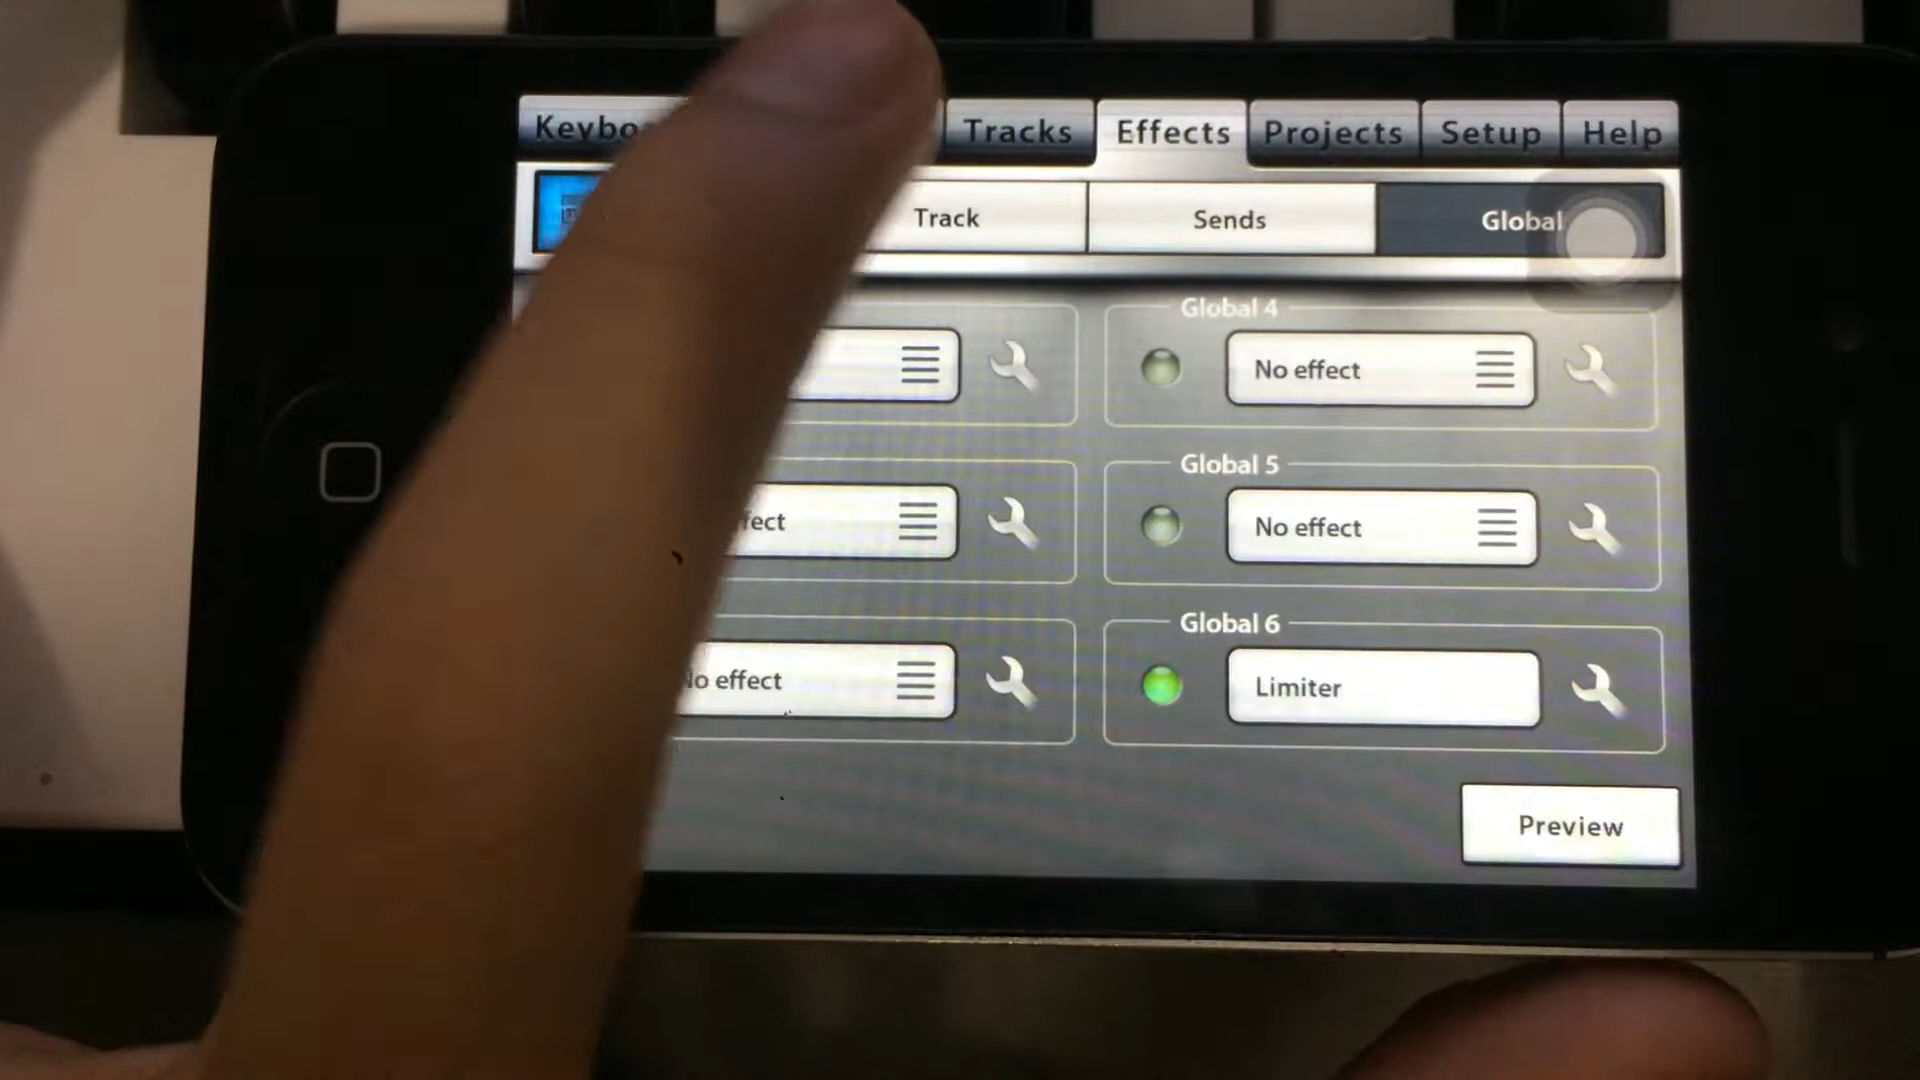 Keybo Tracks Effects Projects Setup Help
Track Sends Global
Global 4
No effect
Global 5
fect No effect
Global 6
No effect Limiter
Preview